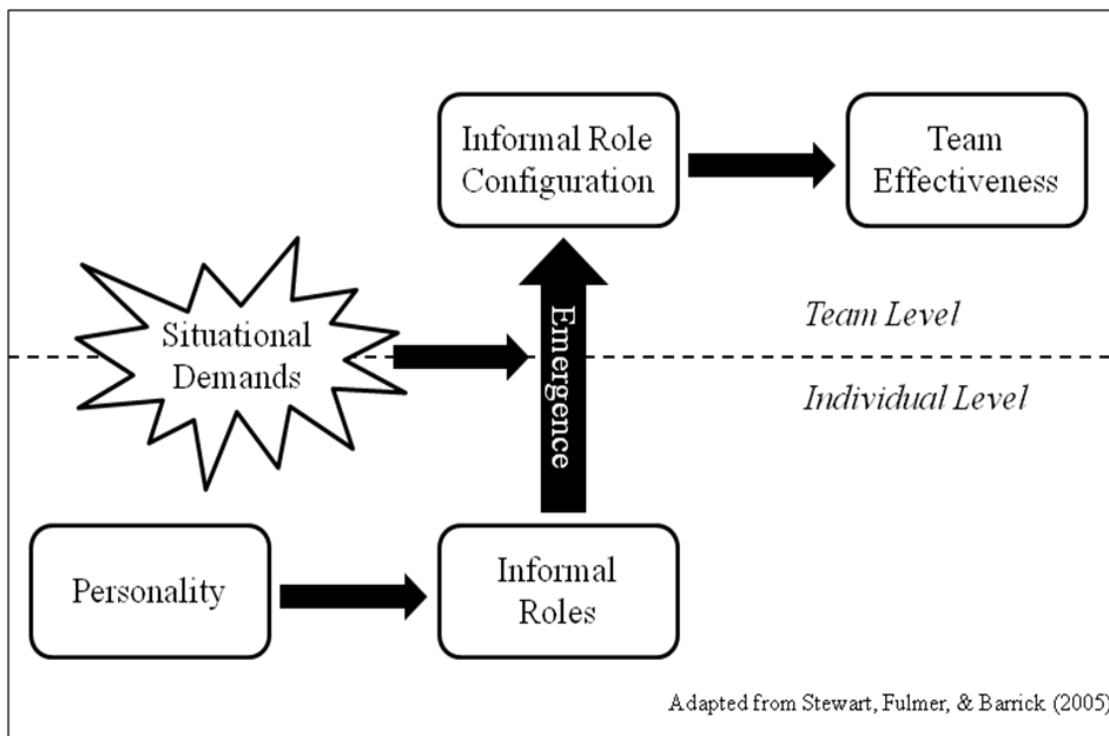 Informal Role
Configuration
Team
Effectiveness
Situational
Demands
Emergence
Team Level
Individual Level
Personality
Informal
Roles
Adapted from Stewart, Fulmer, & Barrick (2005)